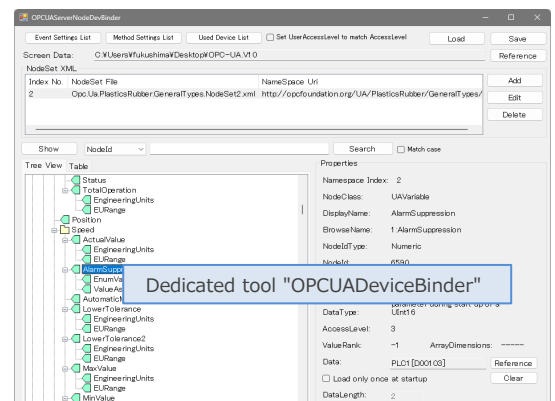 OPCUAServerNodeDevBinder
Event Settings List Method Settings List Used Device List Set UserAccessLevel to match AccessLevel Load Save
Screen Data: C:¥Users¥fukushima¥Desktop¥OPC-UA.V10 Reference
NodeSet XML
Index No. NodeSet File NameSpace Uri Add
2 Opc.Ua.PlasticsRubber.GeneralTypes.NodeSet2.xml http://opcfoundation.org/UA/PlasticsRubber/GeneralTypes/ Edit
Delete
Show NodeId Search Match case
Tree View Table Properties
Status Namespace Index: 2
TotalOperation
EngineeringUnits NodeClass: UAVariable
EURange
Position DisplayName: AlarmSuppression
Speed BrowseName: 1:AlarmSuppression
ActualValue
EngineeringUnits NodeIdType: Numeric
EURange NodeId: 6590
AlarmSuppr
EnumVa
ValueAs
Dedicated tool "OPCUADeviceBinder"
Automatic
parameter during start up of a
LowerTolerance DataType: UInt16
EngineeringUnits
EURange AccessLevel: 3
LowerTolerance2
EngineeringUnits ValueRank: -1 ArrayDimensions: -----
EURange
MaxValue Data: PLC1[D00103] Reference
EngineeringUnits Load only once at startup Clear
EURange
MinValue DataLength: 2